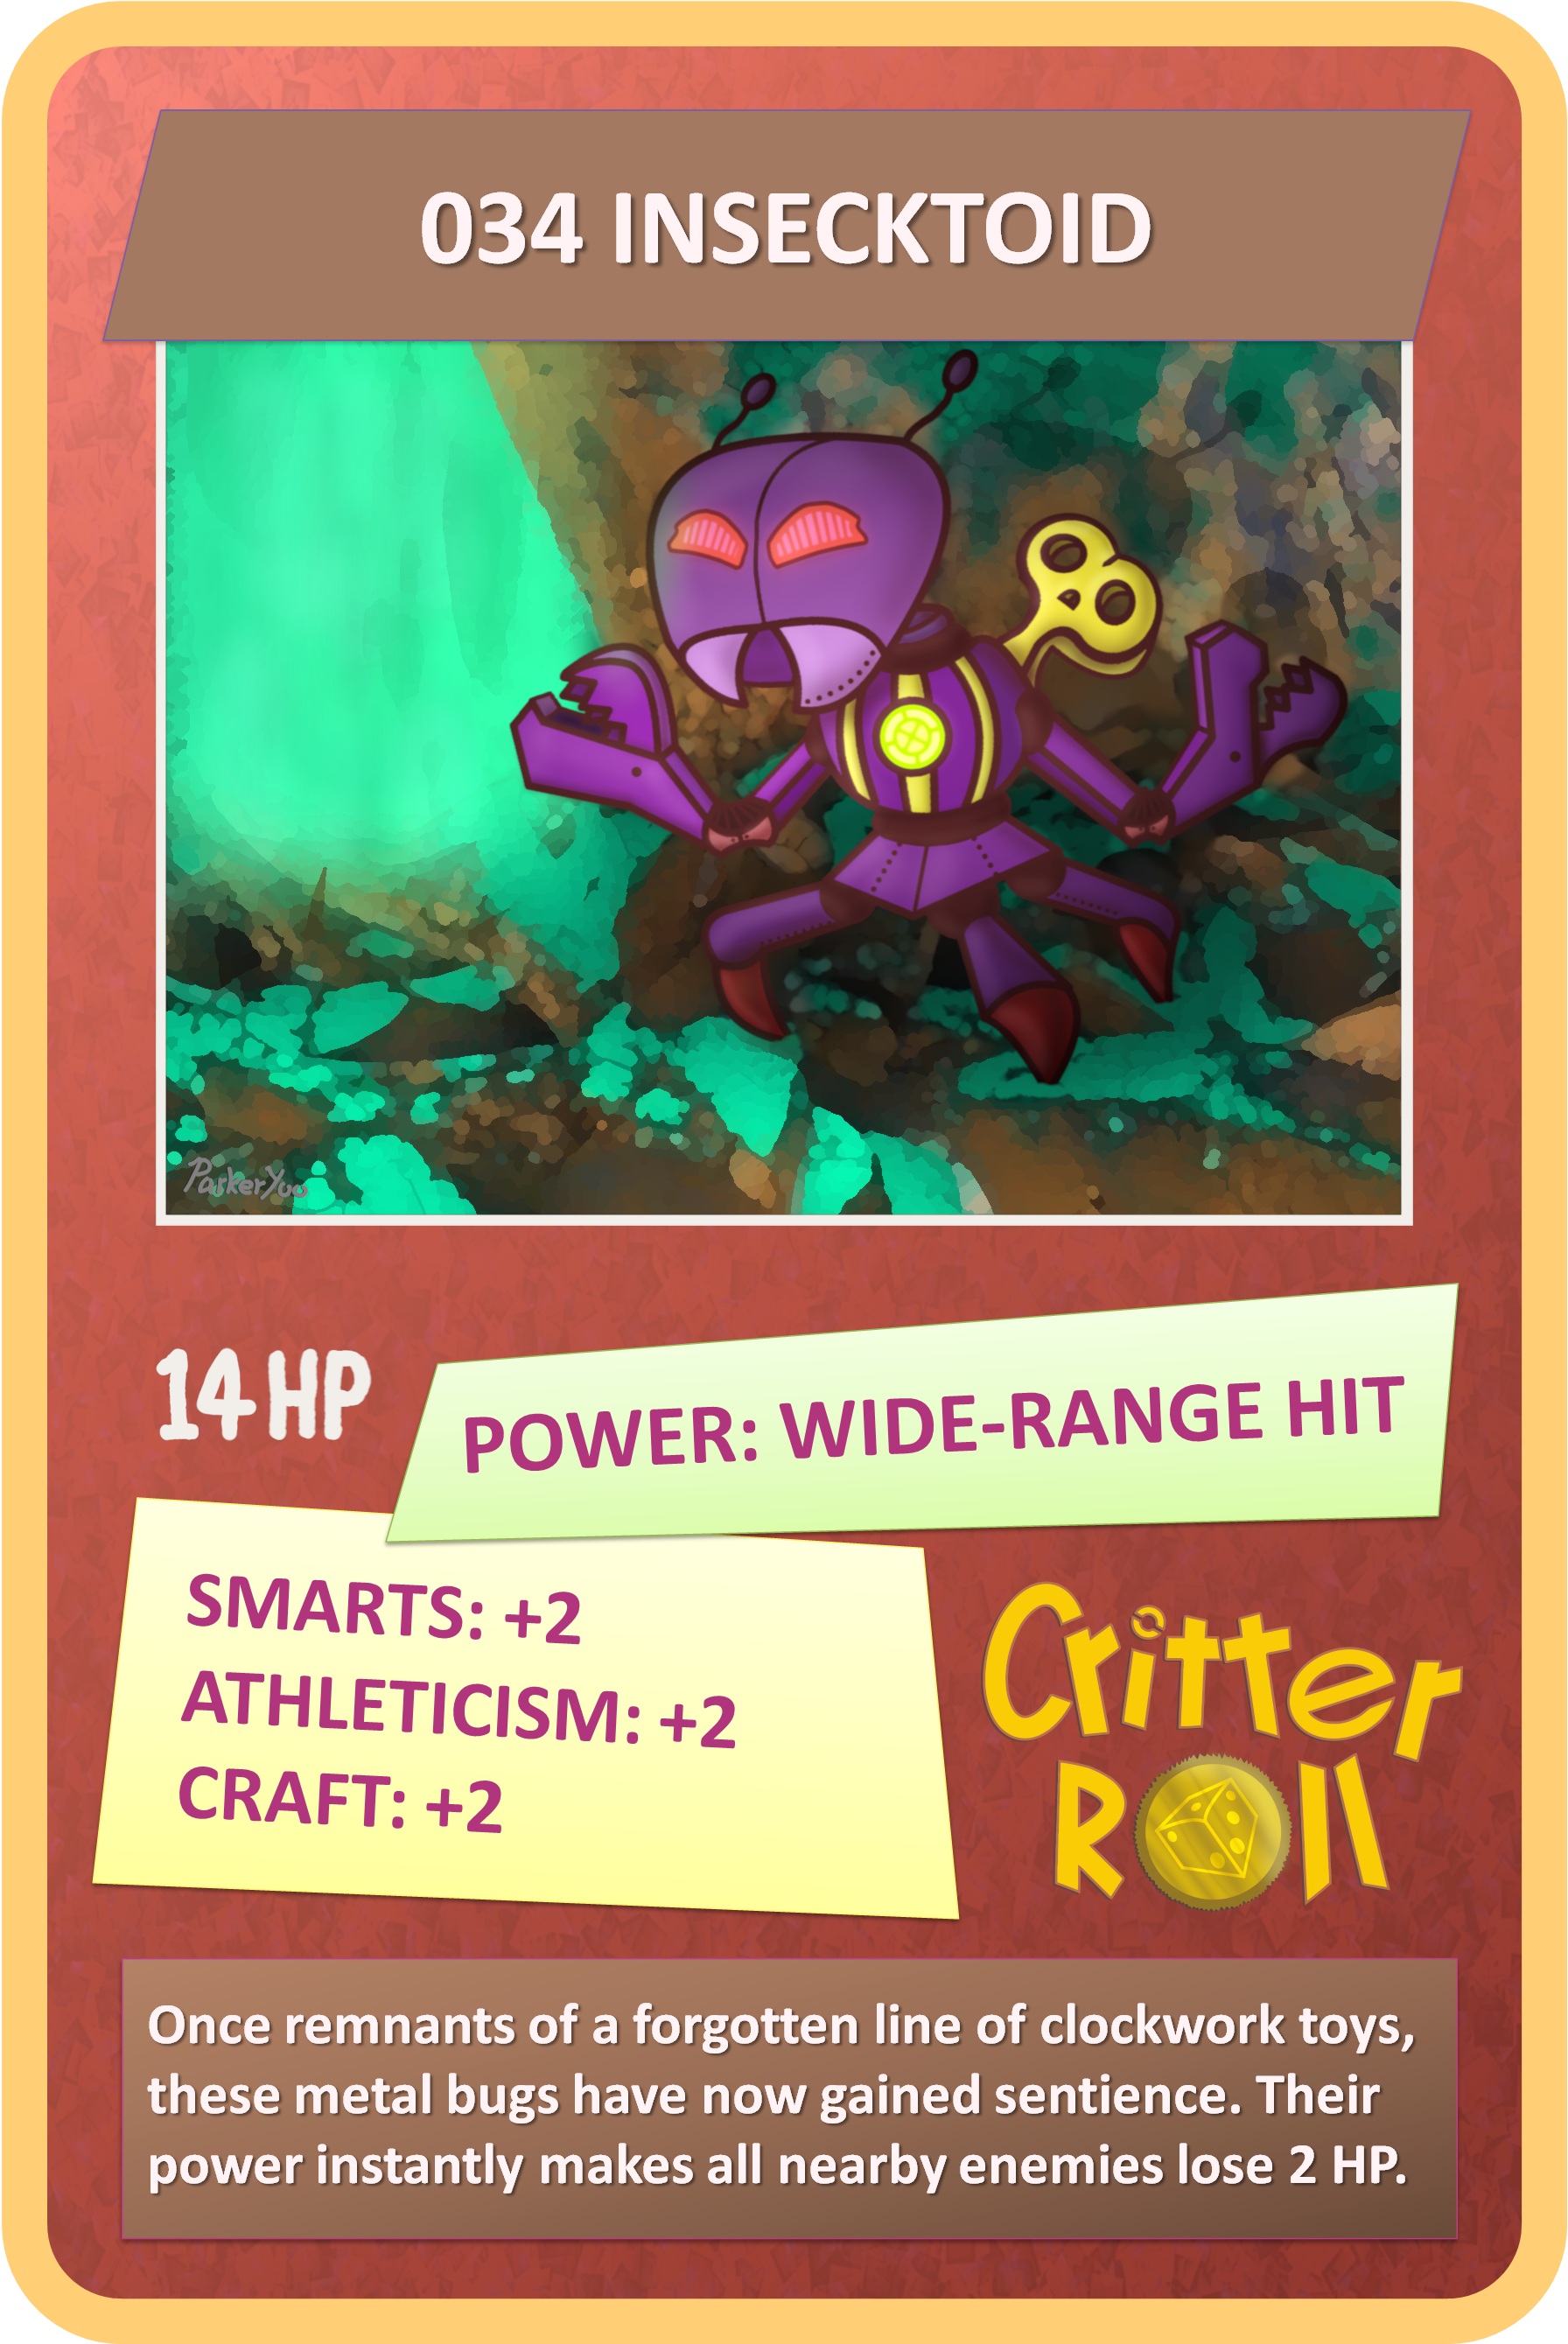 034 INSECKTOID
ParkerYuu
14 HP
POWER: WIDE-RANGE HIT
SMARTS: +2
ATHLETICISM: +2
CRAFT: +2
Critter
Roll
Once remnants of a forgotten line of clockwork toys,
these metal bugs have now gained sentience. Their
power instantly makes all nearby enemies lose 2 HP.